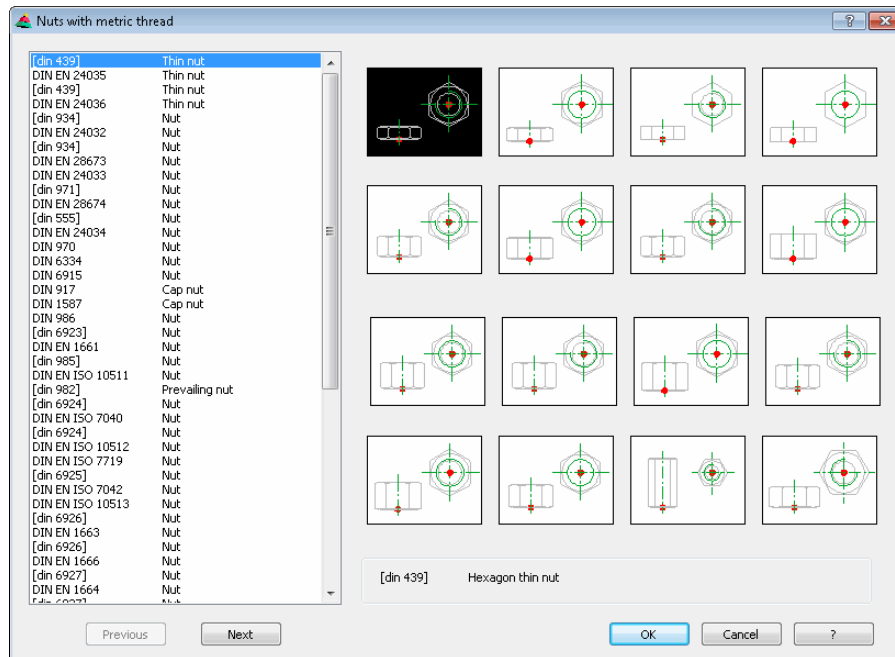 Nuts with metric thread
?
[din 439] Thin nut
DIN EN 24035 Thin nut
[din 439] Thin nut
DIN EN 24036 Thin nut
[din 934] Nut
DIN EN 24032 Nut
[din 934] Nut
DIN EN 28673 Nut
DIN EN 24033 Nut
[din 971] Nut
DIN EN 28674 Nut
[din 555] Nut
DIN EN 24034 Nut
DIN 970 Nut
DIN 6334 Nut
DIN 6915 Nut
DIN 917 Cap nut
DIN 1587 Cap nut
DIN 986 Nut
[din 6923] Nut
DIN EN 1661 Nut
[din 985] Nut
DIN EN ISO 10511 Nut
[din 982] Prevailing nut
[din 6924] Nut
DIN EN ISO 7040 Nut
[din 6924] Nut
DIN EN ISO 10512 Nut
DIN EN ISO 7719 Nut
[din 6925] Nut
DIN EN ISO 7042 Nut
DIN EN ISO 10513 Nut
[din 6926] Nut
DIN EN 1663 Nut
[din 6926] Nut
DIN EN 1666 Nut
[din 6927] Nut
DIN EN 1664 Nut
[din 6927] Nut
[din 439] Hexagon thin nut
Previous Next OK Cancel ?